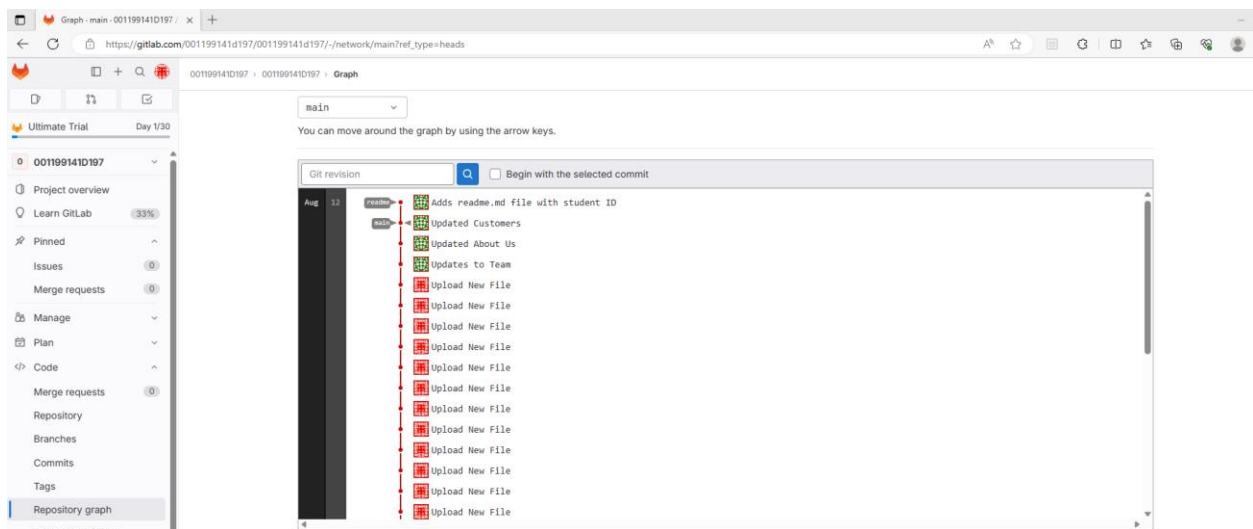 Graph · main · 001199141D197 /
https://gitlab.com/001199141d197/001199141d197/-/network/main?ref_type=heads
001199141D197 › 001199141D197 › Graph
Ultimate Trial Day 1/30
0 001199141D197
Project overview
Learn GitLab 33%
Pinned
Issues 0
Merge requests 0
Manage
Plan
Code
Merge requests 0
Repository
Branches
Commits
Tags
Repository graph
main
You can move around the graph by using the arrow keys.
Git revision
Begin with the selected commit
Aug 12
readme Adds readme.md file with student ID
main Updated Customers
Updated About Us
Updates to Team
Upload New File
Upload New File
Upload New File
Upload New File
Upload New File
Upload New File
Upload New File
Upload New File
Upload New File
Upload New File
Upload New File
Upload New File